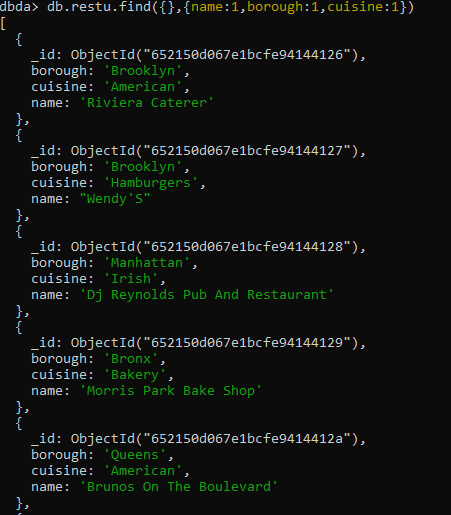 dbda> db.restu.find({},{name:1,borough:1,cuisine:1})
[
  {
    _id: ObjectId("652150d067e1bcfe94144126"),
    borough: 'Brooklyn',
    cuisine: 'American',
    name: 'Riviera Caterer'
  },
  {
    _id: ObjectId("652150d067e1bcfe94144127"),
    borough: 'Brooklyn',
    cuisine: 'Hamburgers',
    name: "Wendy'S"
  },
  {
    _id: ObjectId("652150d067e1bcfe94144128"),
    borough: 'Manhattan',
    cuisine: 'Irish',
    name: 'Dj Reynolds Pub And Restaurant'
  },
  {
    _id: ObjectId("652150d067e1bcfe94144129"),
    borough: 'Bronx',
    cuisine: 'Bakery',
    name: 'Morris Park Bake Shop'
  },
  {
    _id: ObjectId("652150d067e1bcfe9414412a"),
    borough: 'Queens',
    cuisine: 'American',
    name: 'Brunos On The Boulevard'
  },